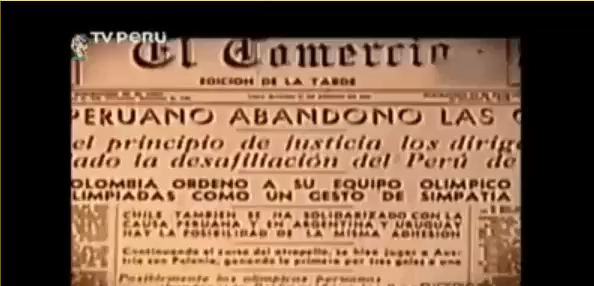 TV PERU
El Comercio
EDICION DE LA TARDE
PERUANO ABANDONO LAS
el principio de justicia los dirig
ado la desafiliación del Perú de
OLOMBIA ORDENO A SU EQUIPO OLIMPICO
LIMPIADAS COMO UN GESTO DE SIMPATIA
CHILE TAMBIEN SE HA SOLIDARIZADO CON LA
CAUSA PERUANA Y EN ARGENTINA Y URUGUAY
HAY LA POSIBILIDAD DE LA MISMA ADHESION
Continuando el curso del atropello, se hizo jugar a Aus
tria con Polonia, ganando la primera por tres goles a uno
Posiblemente los olímpicos peruanos